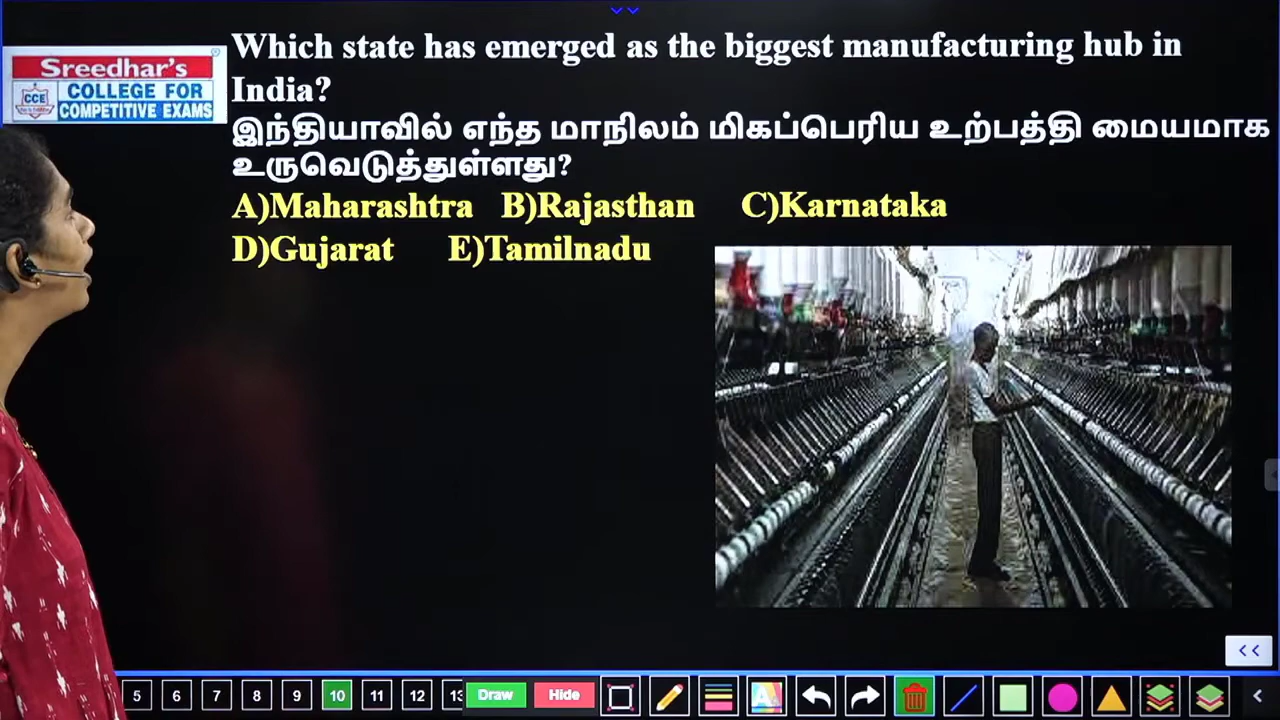 Which state has emerged as the biggest manufacturing hub in
India?
இந்தியாவில் எந்த மாநிலம் மிகப்பெரிய உற்பத்தி மையமாக
உருவெடுத்துள்ளது?
A)Maharashtra B)Rajasthan C)Karnataka
D)Gujarat E)Tamilnadu
Sreedhar's
CCE
COLLEGE FOR
COMPETITIVE EXAMS
<<
5 6 7 8 9 10 11 12 13 Draw Hide